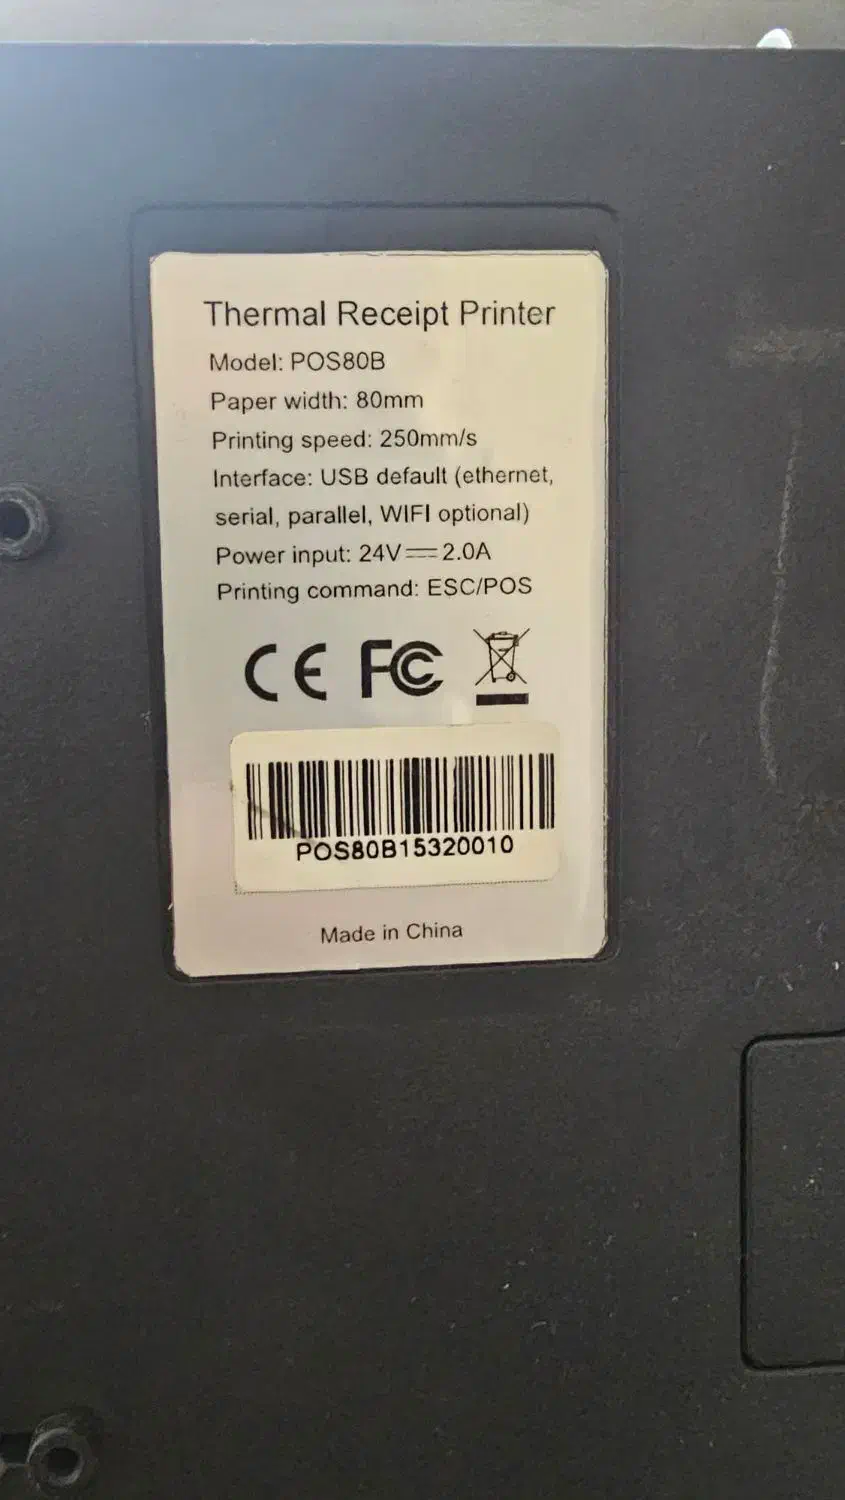 Thermal Receipt Printer
Model: POS80B
Paper width: 80mm
Printing speed: 250mm/s
Interface: USB default (ethernet,
serial, parallel, WIFI optional)
Power input: 24V⎓2.0A
Printing command: ESC/POS
CE FC
POS80B15320010
Made in China